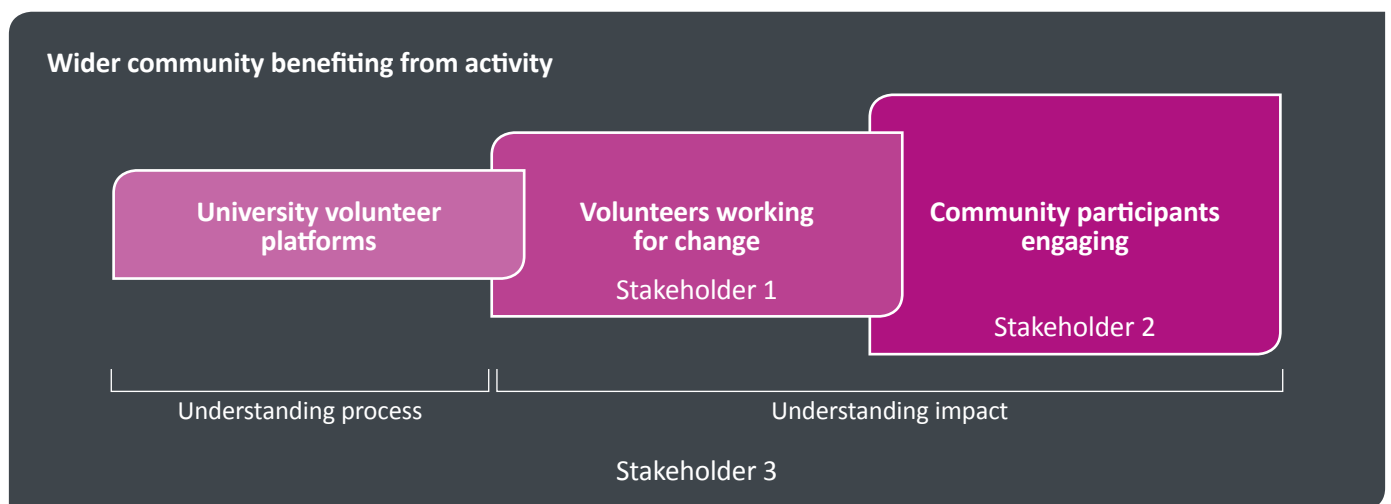 Wider community benefiting from activity
University volunteer
platforms
Volunteers working
for change
Stakeholder 1
Community participants
engaging
Stakeholder 2
Understanding process
Understanding impact
Stakeholder 3